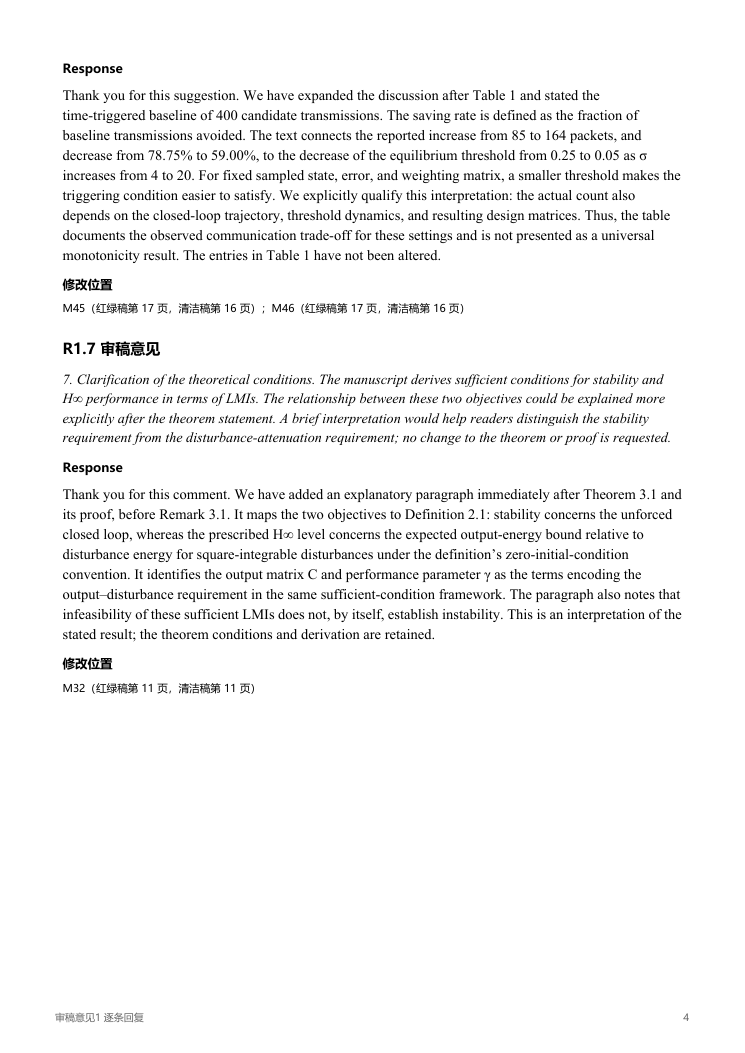 Response
Thank you for this suggestion. We have expanded the discussion after Table 1 and stated the
time-triggered baseline of 400 candidate transmissions. The saving rate is defined as the fraction of
baseline transmissions avoided. The text connects the reported increase from 85 to 164 packets, and
decrease from 78.75% to 59.00%, to the decrease of the equilibrium threshold from 0.25 to 0.05 as σ
increases from 4 to 20. For fixed sampled state, error, and weighting matrix, a smaller threshold makes the
triggering condition easier to satisfy. We explicitly qualify this interpretation: the actual count also
depends on the closed-loop trajectory, threshold dynamics, and resulting design matrices. Thus, the table
documents the observed communication trade-off for these settings and is not presented as a universal
monotonicity result. The entries in Table 1 have not been altered.
修改位置
M45（红绿稿第 17 页，清洁稿第 16 页）；M46（红绿稿第 17 页，清洁稿第 16 页）
R1.7 审稿意见
7. Clarification of the theoretical conditions. The manuscript derives sufficient conditions for stability and
H∞ performance in terms of LMIs. The relationship between these two objectives could be explained more
explicitly after the theorem statement. A brief interpretation would help readers distinguish the stability
requirement from the disturbance-attenuation requirement; no change to the theorem or proof is requested.
Response
Thank you for this comment. We have added an explanatory paragraph immediately after Theorem 3.1 and
its proof, before Remark 3.1. It maps the two objectives to Definition 2.1: stability concerns the unforced
closed loop, whereas the prescribed H∞ level concerns the expected output-energy bound relative to
disturbance energy for square-integrable disturbances under the definition’s zero-initial-condition
convention. It identifies the output matrix C and performance parameter γ as the terms encoding the
output–disturbance requirement in the same sufficient-condition framework. The paragraph also notes that
infeasibility of these sufficient LMIs does not, by itself, establish instability. This is an interpretation of the
stated result; the theorem conditions and derivation are retained.
修改位置
M32（红绿稿第 11 页，清洁稿第 11 页）
审稿意见1 逐条回复
4